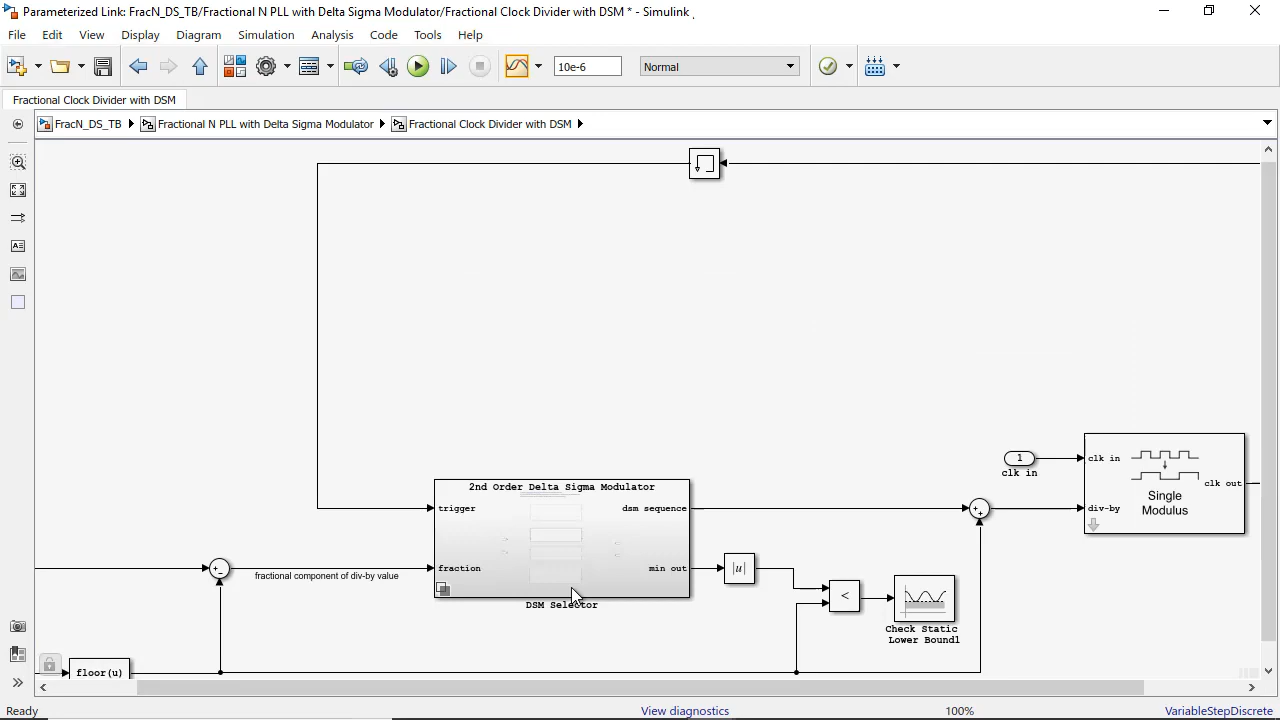 Parameterized Link: FracN_DS_TB/Fractional N PLL with Delta Sigma Modulator/Fractional Clock Divider with DSM * - Simulink
File Edit View Display Diagram Simulation Analysis Code Tools Help
10e-6
Normal
Fractional Clock Divider with DSM
FracN_DS_TB
Fractional N PLL with Delta Sigma Modulator
Fractional Clock Divider with DSM
1
clk in
clk in
clk out
Single
Modulus
div-by
2nd Order Delta Sigma Modulator
trigger
dsm sequence
fraction
min out
DSM Selector
fractional component of div-by value
|u|
<
Check Static
Lower Bound1
floor(u)
Ready
View diagnostics
100%
VariableStepDiscrete